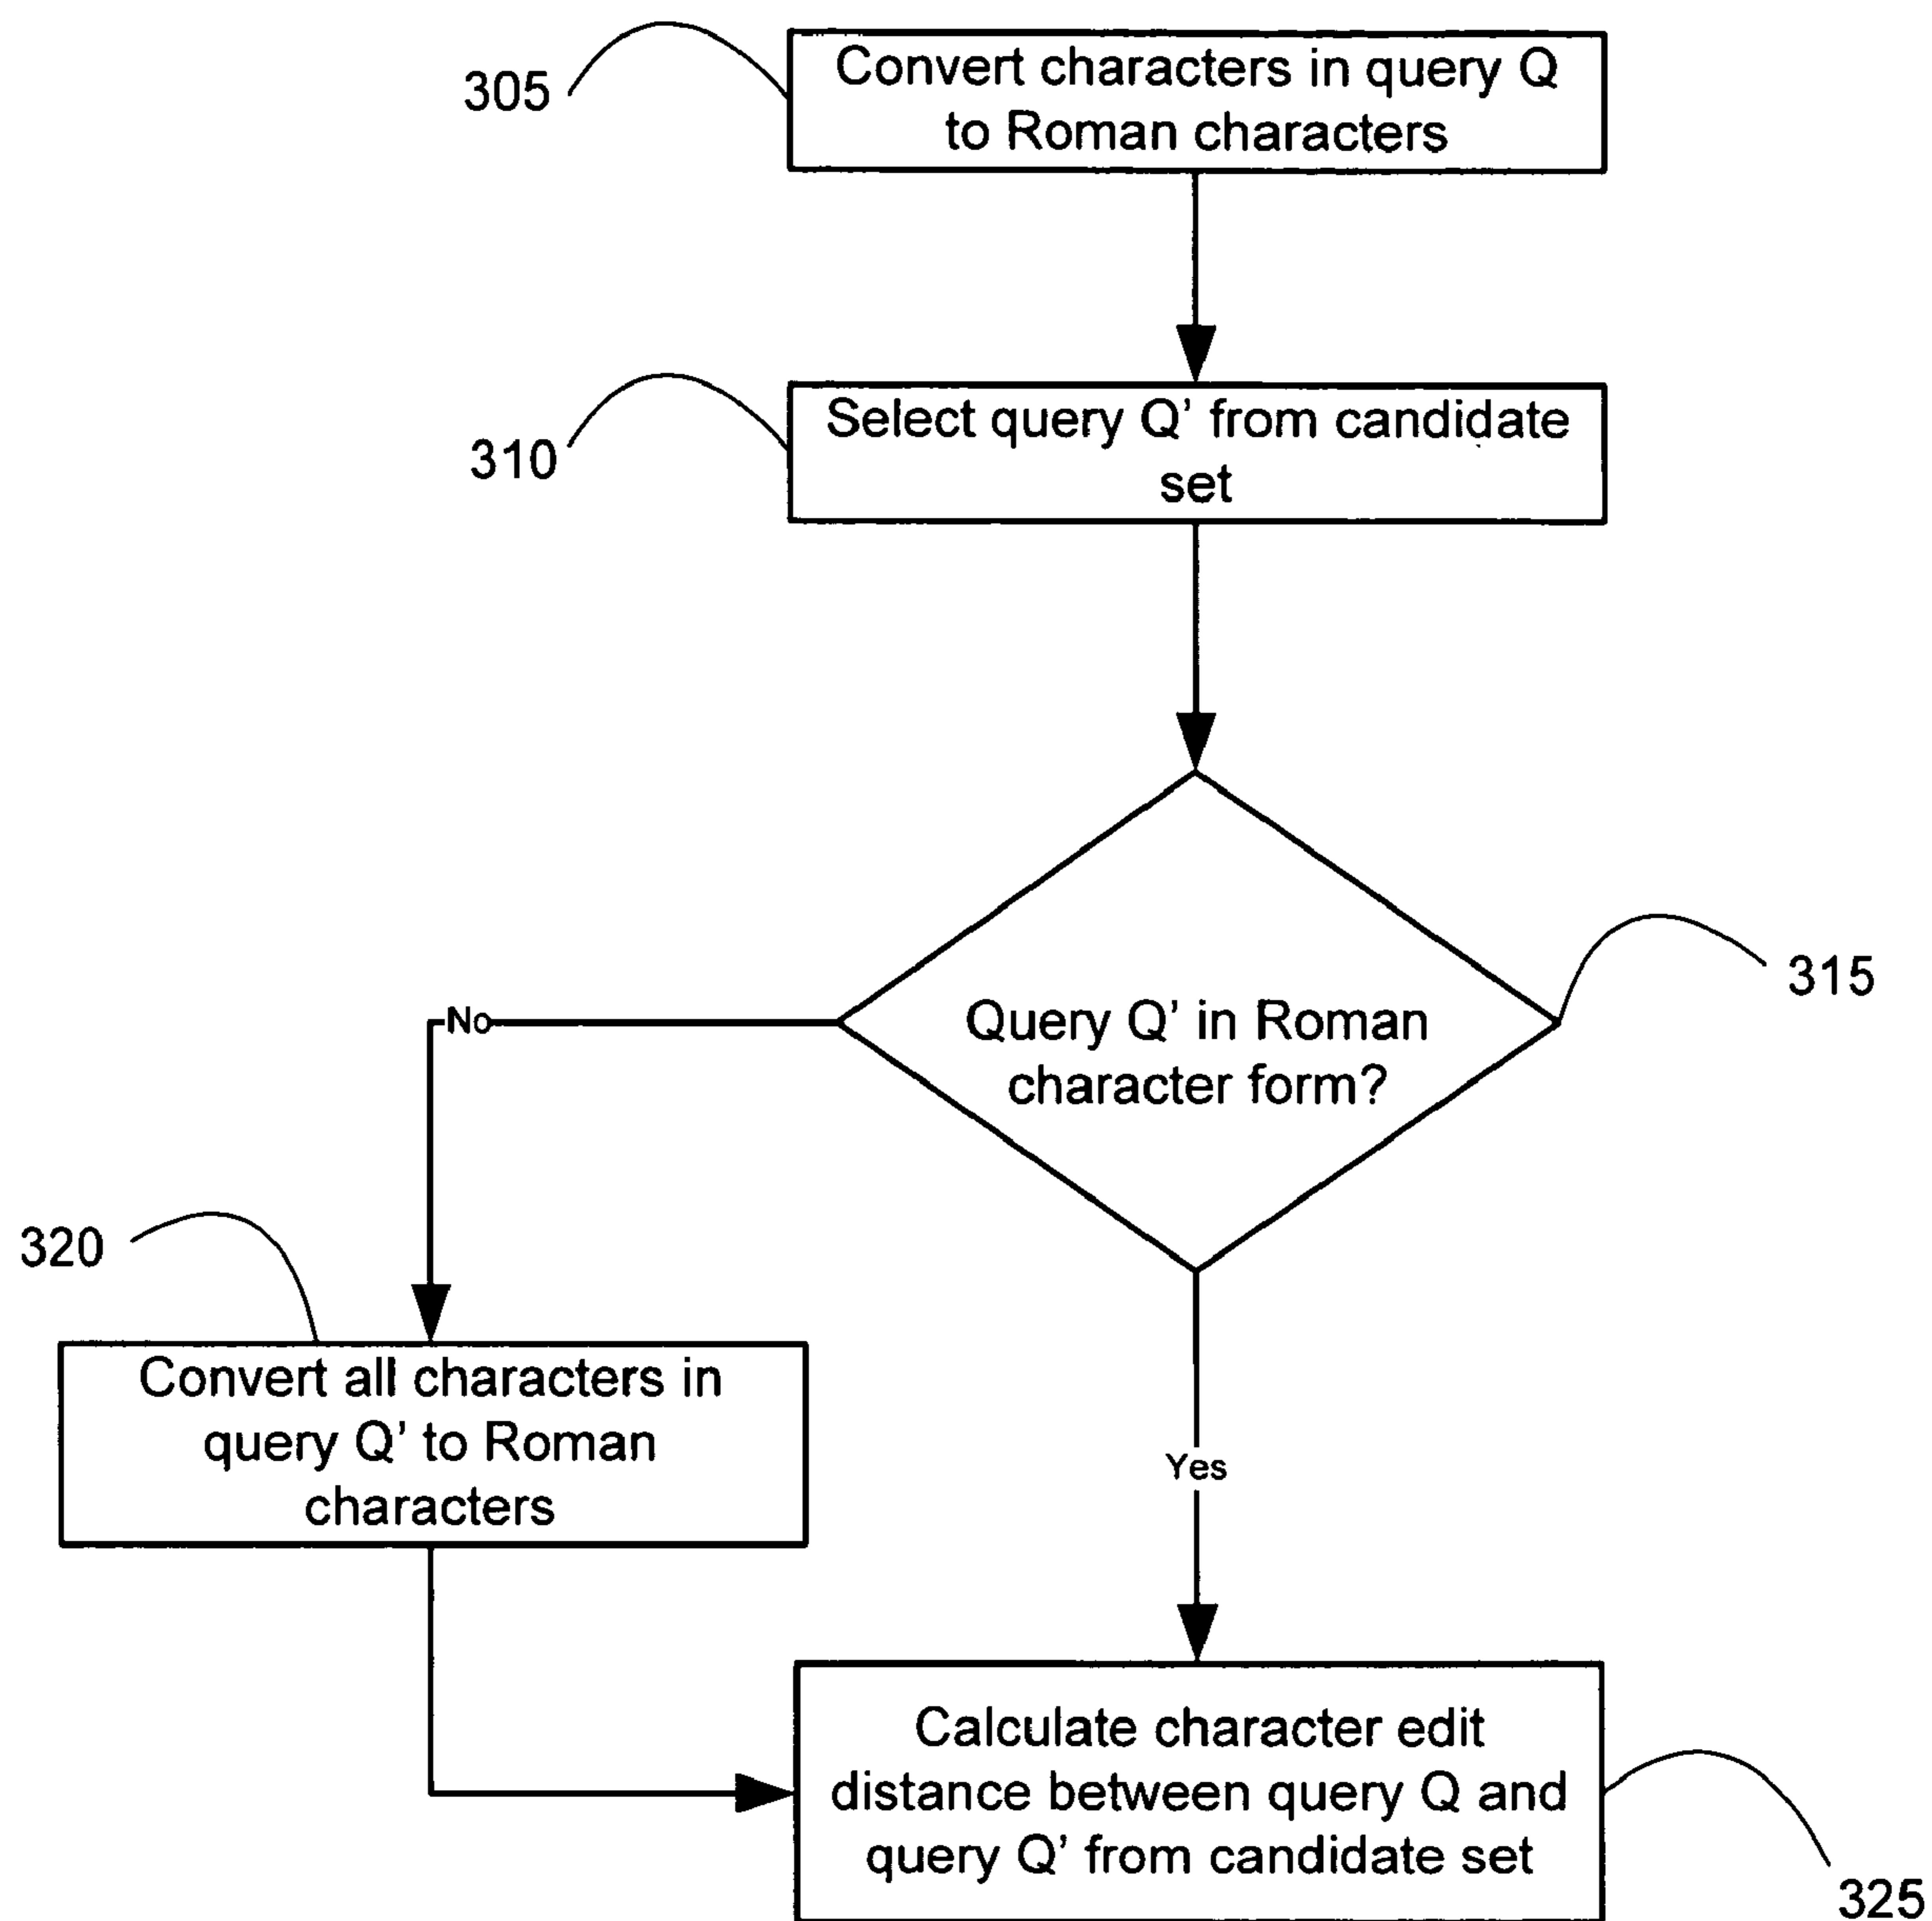 305
Convert characters in query Q
to Roman characters
310
Select query Q’ from candidate
set
315
Query Q’ in Roman
character form?
No
320
Convert all characters in
query Q’ to Roman
characters
Yes
Calculate character edit
distance between query Q and
query Q’ from candidate set
325